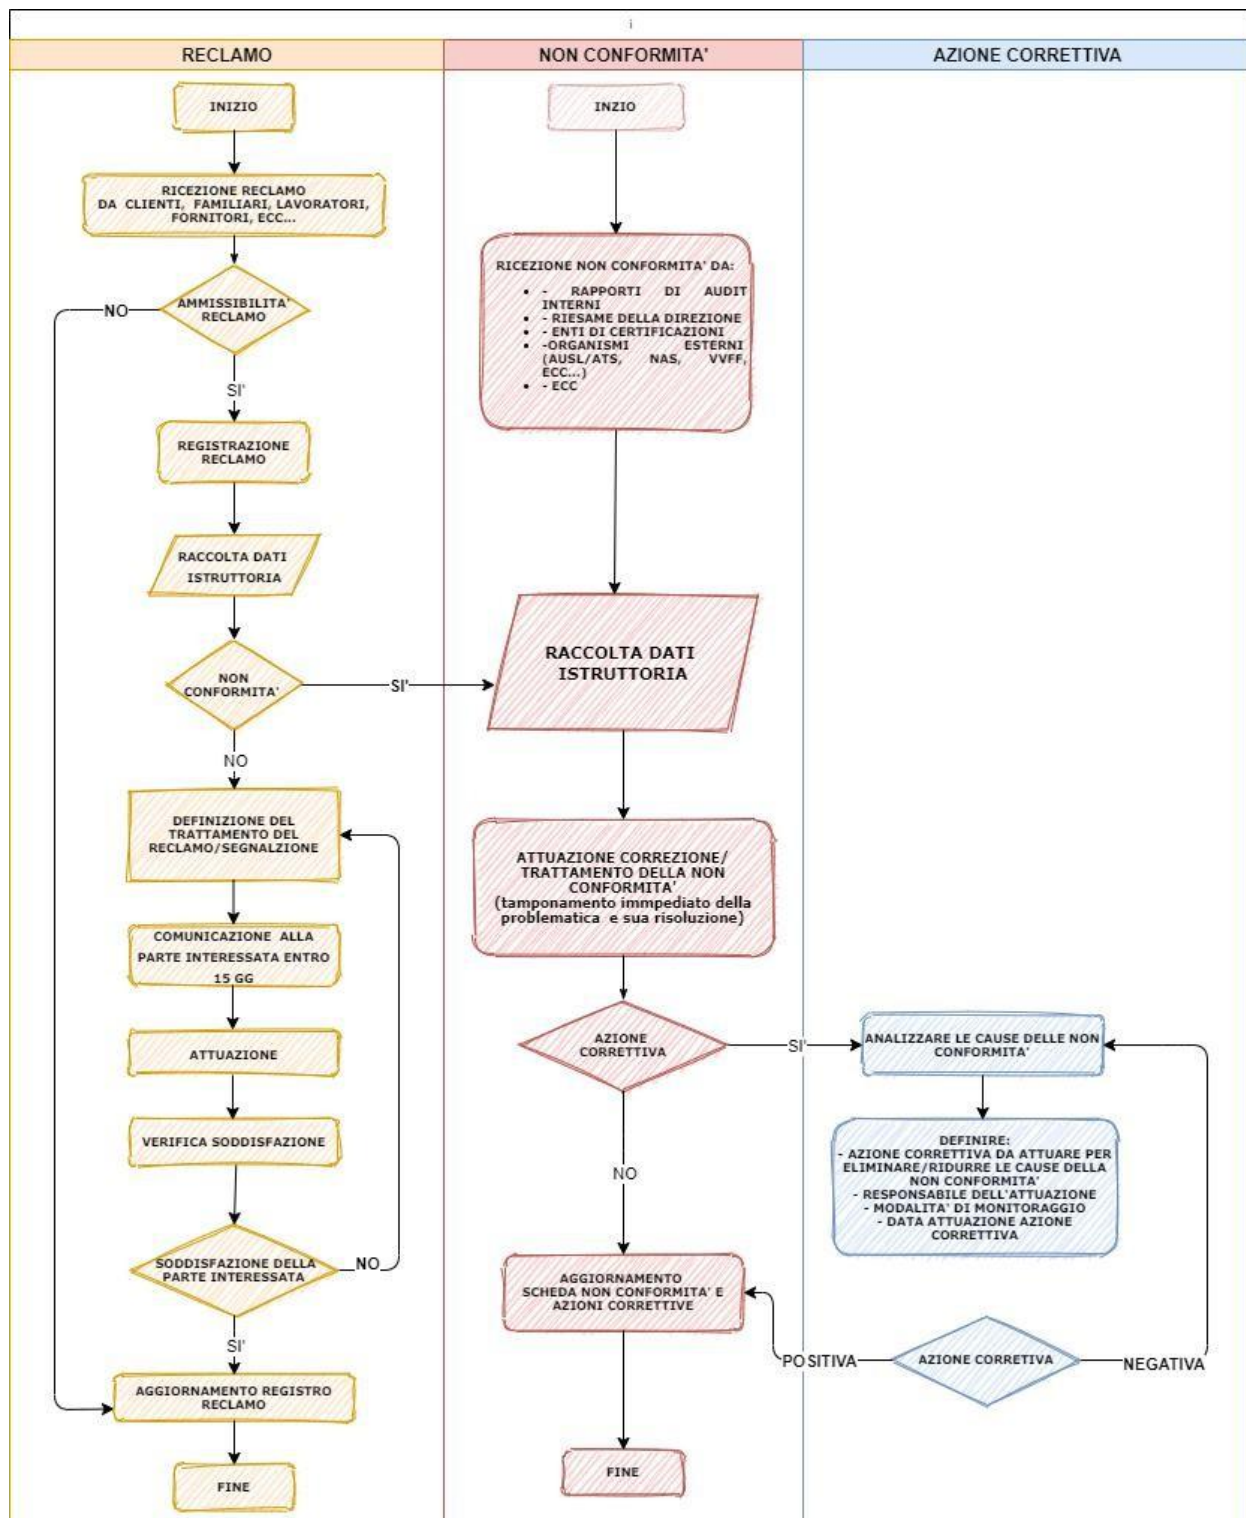 i
RECLAMO
NON CONFORMITA'
AZIONE CORRETTIVA
INIZIO
RICEZIONE RECLAMO
DA CLIENTI, FAMILIARI, LAVORATORI,
FORNITORI, ECC...
AMMISSIBILITA'
RECLAMO
NO
SI'
REGISTRAZIONE
RECLAMO
RACCOLTA DATI
ISTRUTTORIA
NON
CONFORMITA'
SI'
NO
DEFINIZIONE DEL
TRATTAMENTO DEL
RECLAMO/SEGNALZIONE
COMUNICAZIONE ALLA
PARTE INTERESSATA ENTRO
15 GG
ATTUAZIONE
VERIFICA SODDISFAZIONE
SODDISFAZIONE DELLA
PARTE INTERESSATA
NO
SI'
AGGIORNAMENTO REGISTRO
RECLAMO
FINE
INZIO
RICEZIONE NON CONFORMITA' DA:
• - RAPPORTI DI AUDIT
INTERNI
• - RIESAME DELLA DIREZIONE
• - ENTI DI CERTIFICAZIONI
• -ORGANISMI ESTERNI
(AUSL/ATS, NAS, VVFF,
ECC...)
• - ECC
RACCOLTA DATI
ISTRUTTORIA
ATTUAZIONE CORREZIONE/
TRATTAMENTO DELLA NON
CONFORMITA'
(tamponamento immpediato della
problematica e sua risoluzione)
AZIONE
CORRETTIVA
SI'
NO
AGGIORNAMENTO
SCHEDA NON CONFORMITA' E
AZIONI CORRETTIVE
FINE
ANALIZZARE LE CAUSE DELLE NON
CONFORMITA'
DEFINIRE:
- AZIONE CORRETTIVA DA ATTUARE PER
ELIMINARE/RIDURRE LE CAUSE DELLA
NON CONFORMITA'
- RESPONSABILE DELL'ATTUAZIONE
- MODALITA' DI MONITORAGGIO
- DATA ATTUAZIONE AZIONE
CORRETTIVA
POSITIVA
AZIONE CORRETIVA
NEGATIVA